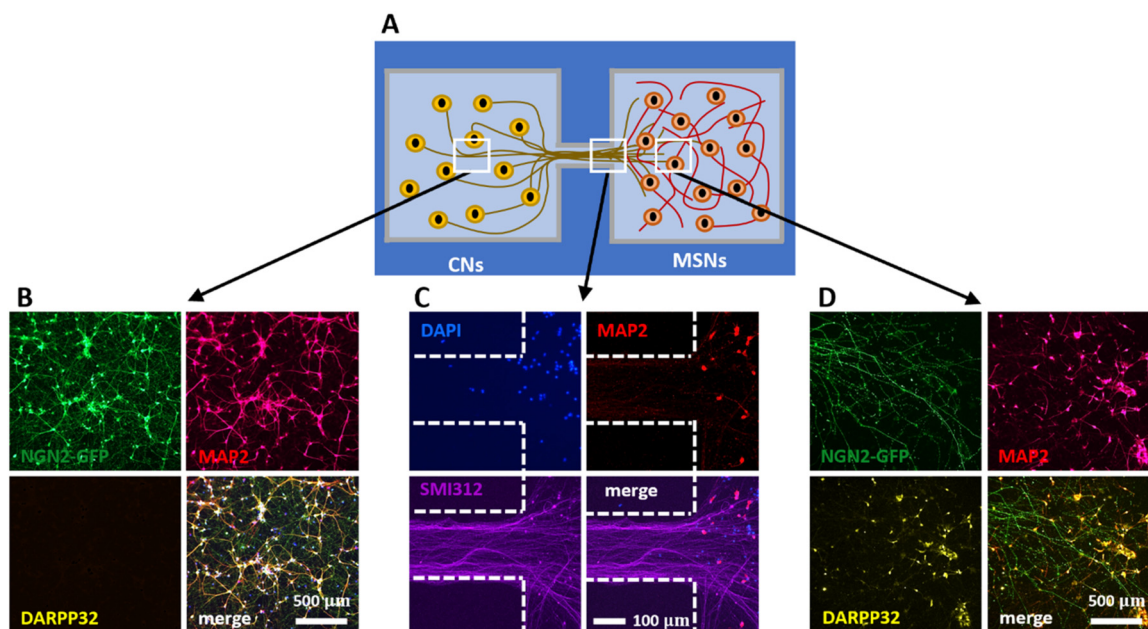 A
CNs
MSNs
B
NGN2-GFP
MAP2
DARPP32
merge
500 μm
C
DAPI
MAP2
SMI312
merge
100 μm
D
NGN2-GFP
MAP2
DARPP32
merge
500 μm